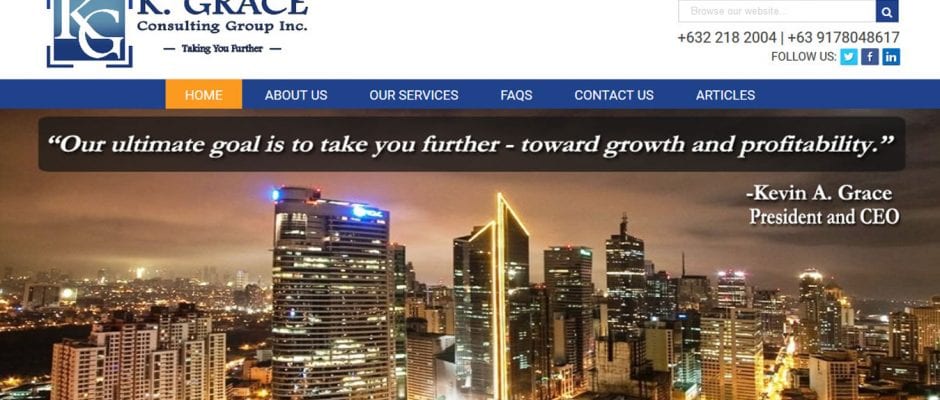 K. GRACE
KG
Consulting Group Inc.
Taking You Further
Browse our website...
+632 218 2004 | +63 9178048617
FOLLOW US:
HOME ABOUT US OUR SERVICES FAQS CONTACT US ARTICLES
“Our ultimate goal is to take you further - toward growth and profitability.”
-Kevin A. Grace
President and CEO